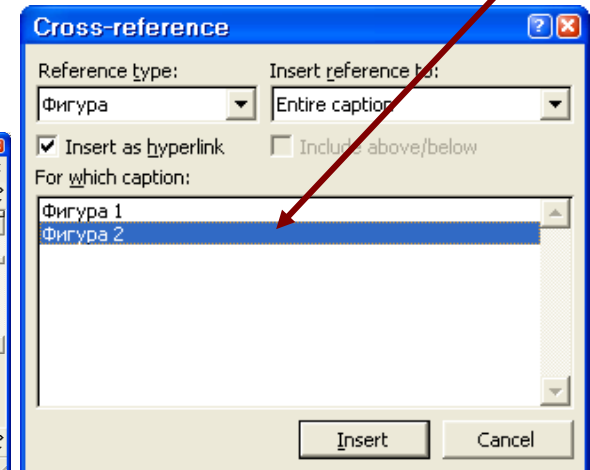 Cross-reference
Reference type: Insert reference to:
Фигура Entire caption
Insert as hyperlink Include above/below
For which caption:
Фигура 1
Фигура 2
Insert Cancel